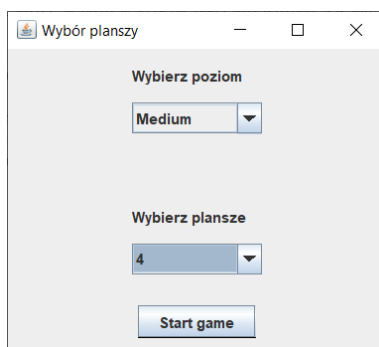 Wybór planszy
Wybierz poziom
Medium
Wybierz plansze
4
Start game